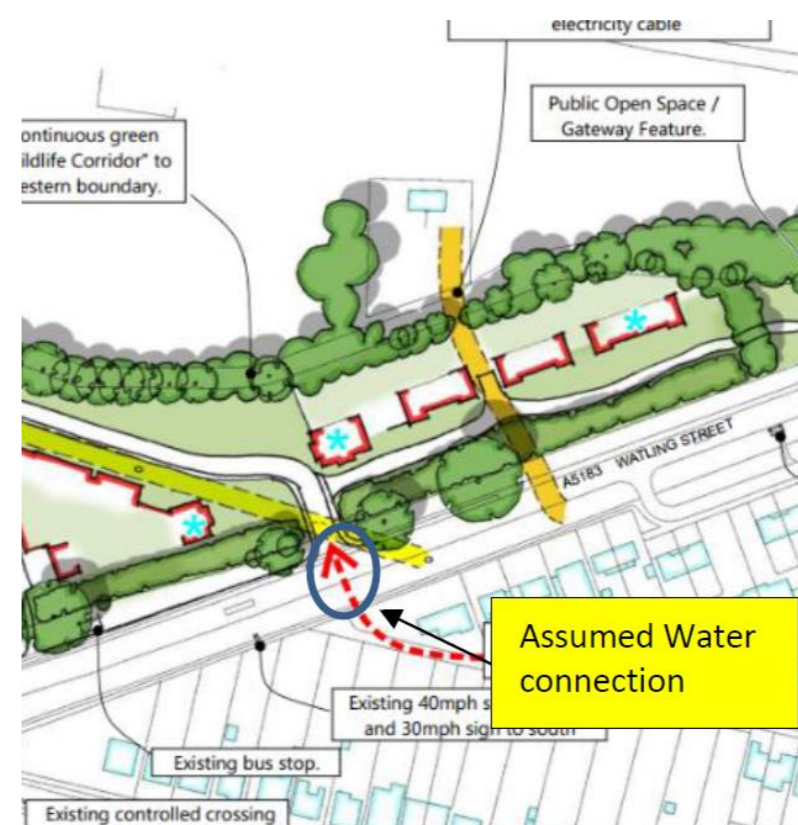 electricity cable
Public Open Space /
Gateway Feature.
ontinuous green
ildlife Corridor" to
estern boundary.
A5183 WATLING STREET
Assumed Water
connection
Existing 40mph s
and 30mph sign to south
Existing bus stop.
Existing controlled crossing